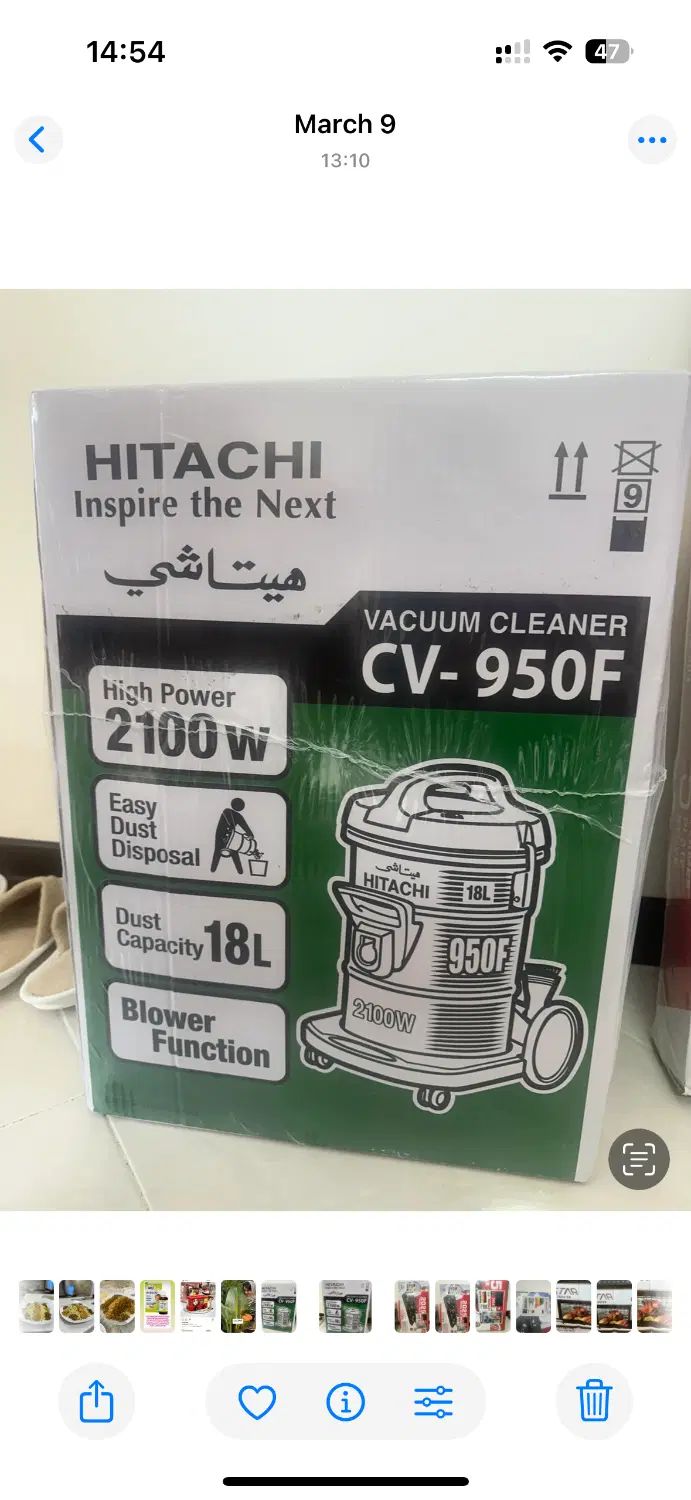 14:54
47
March 9
13:10
HITACHI
Inspire the Next
هيتاشي
9
VACUUM CLEANER
CV- 950F
High Power
2100 W
Easy
Dust
Disposal
Dust
Capacity 18L
Blower
Function
هيتاشي
HITACHI
18L
950F
2100W